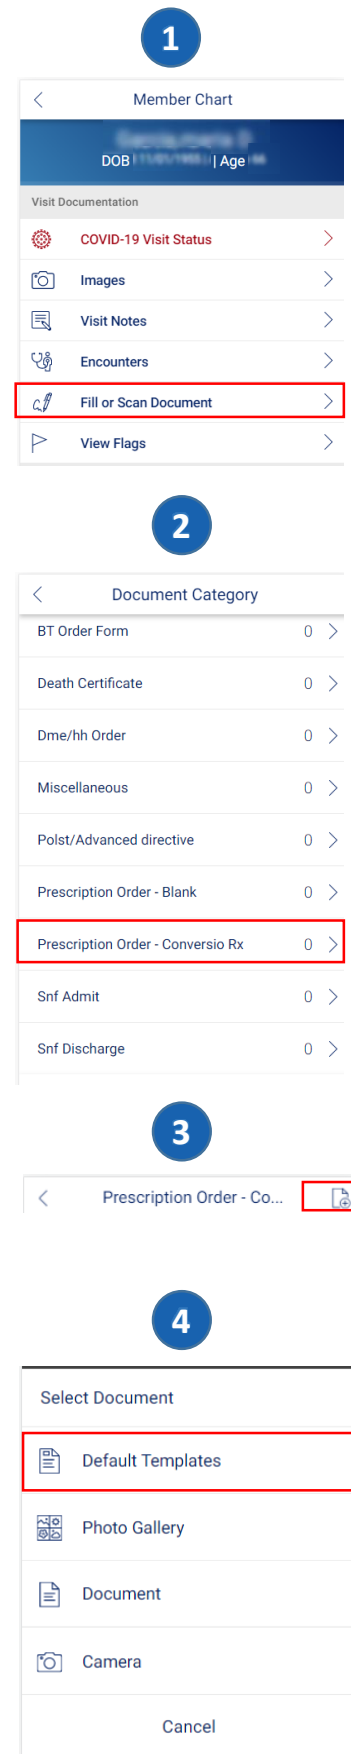 1
Member Chart
DOB | Age
Visit Documentation
COVID-19 Visit Status
Images
Visit Notes
Encounters
Fill or Scan Document
View Flags
2
Document Category
BT Order Form 0
Death Certificate 0
Dme/hh Order 0
Miscellaneous 0
Polst/Advanced directive 0
Prescription Order - Blank 0
Prescription Order - Conversio Rx 0
Snf Admit 0
Snf Discharge 0
3
Prescription Order - Co...
4
Select Document
Default Templates
Photo Gallery
Document
Camera
Cancel